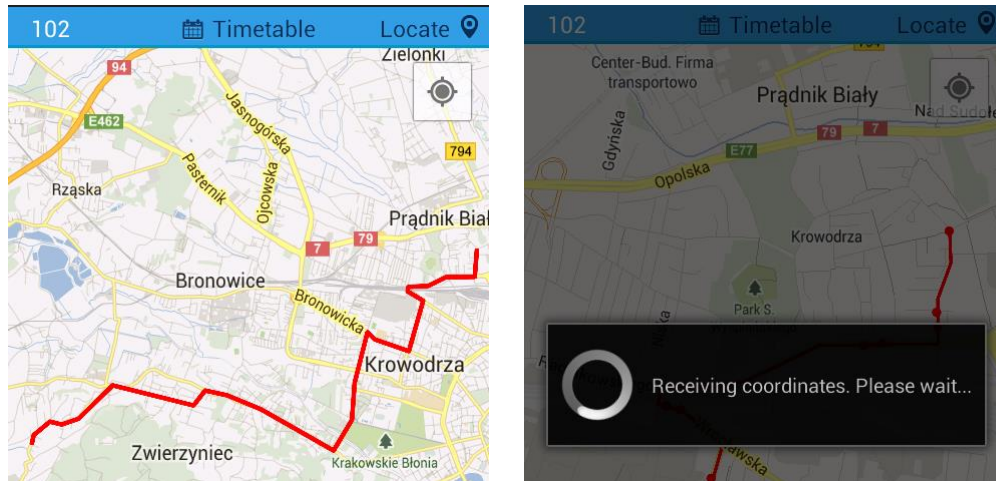 102 Timetable Locate
Zielonki
94
Jasnogórska
E462
794
Pasternik
Ojcowska
Rząska
Prądnik Biał
79
7
Bronowice
Bronowicka
Krowodrza
Zwierzyniec
Krakowskie Błonia
102 Timetable Locate
Center-Bud. Firma
transportowo
Prądnik Biały
Nad Sudołe
Gdyńska
79 7
E77
Opolska
Krowodrza
Park S.
Receiving coordinates. Please wait...